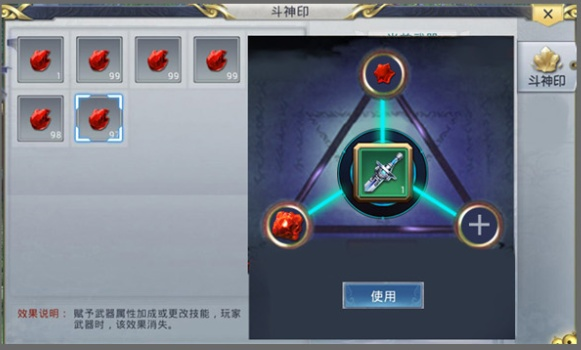 斗神印
1
99
99
99
98
97
1
斗神印
使用
效果说明：赋予武器属性加成或更改技能，玩家
武器时，该效果消失。